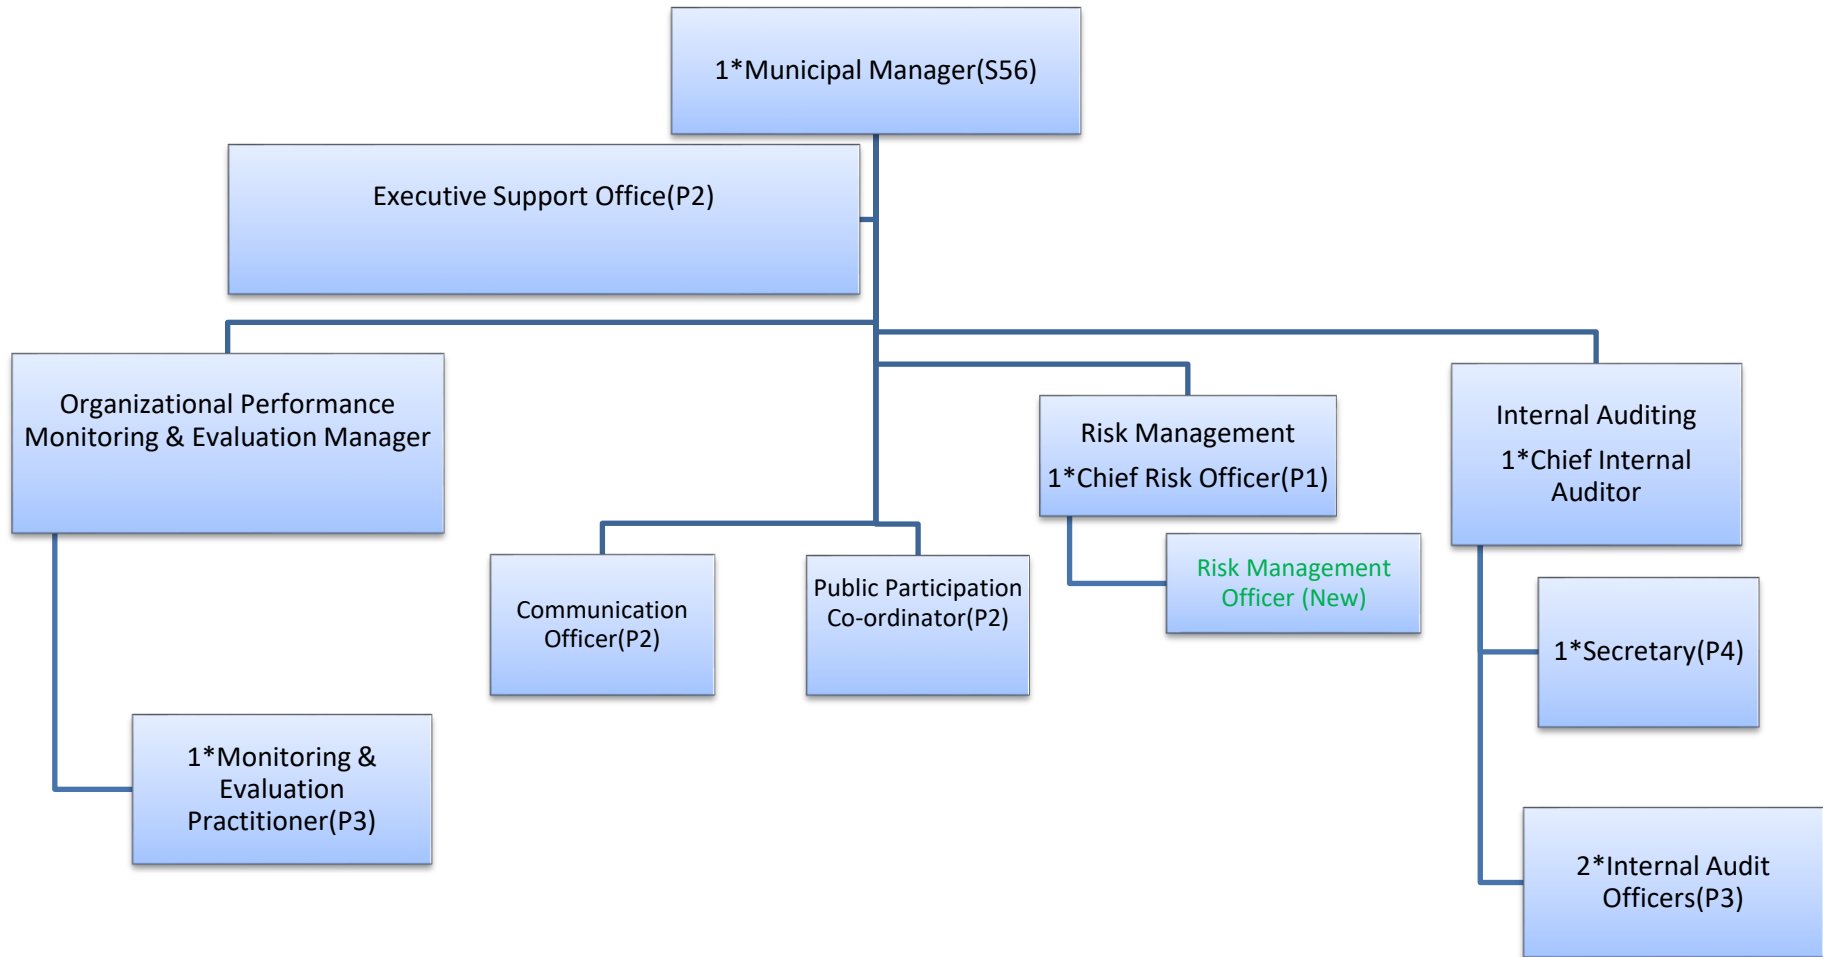 1*Municipal Manager(S56)
Executive Support Office(P2)
Organizational Performance
Monitoring & Evaluation Manager
Risk Management
1*Chief Risk Officer(P1)
Internal Auditing
1*Chief Internal
Auditor
Communication
Officer(P2)
Public Participation
Co-ordinator(P2)
Risk Management
Officer (New)
1*Secretary(P4)
1*Monitoring &
Evaluation
Practitioner(P3)
2*Internal Audit
Officers(P3)